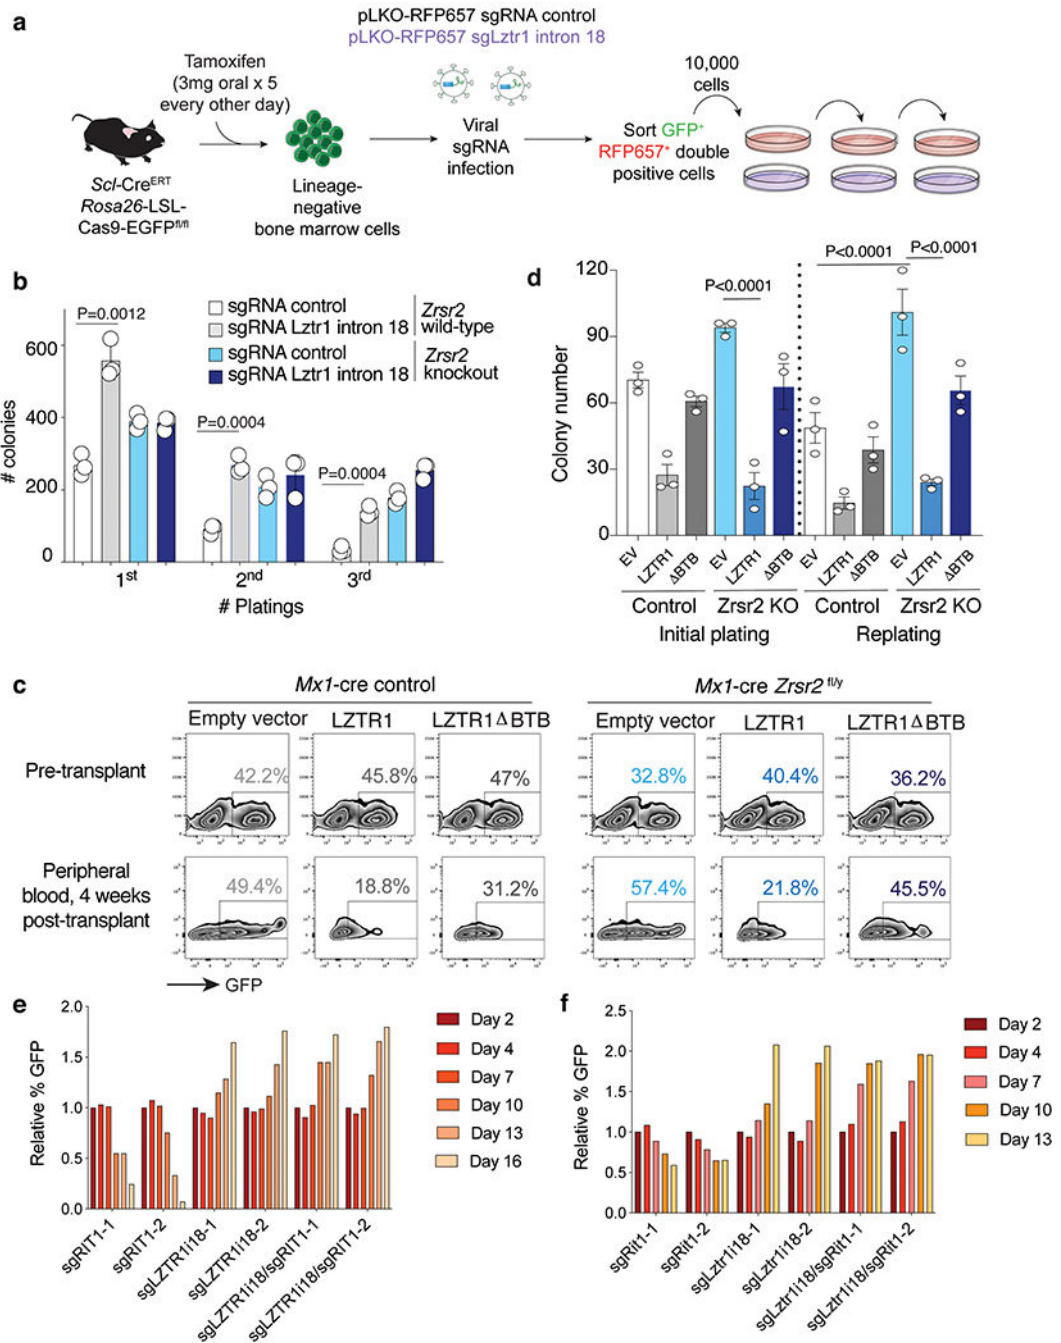 a
pLKO-RFP657 sgRNA control
pLKO-RFP657 sgLztr1 intron 18
Tamoxifen
(3mg oral x 5
every other day)
10,000
cells
Viral
sgRNA
infection
Sort GFP+
RFP657+ double
positive cells
Scl-CreERT
Rosa26-LSL-
Cas9-EGFPfl/fl
Lineage-
negative
bone marrow cells
b
sgRNA control
sgRNA Lztr1 intron 18
Zrsr2
wild-type
sgRNA control
sgRNA Lztr1 intron 18
Zrsr2
knockout
P=0.0012
P=0.0004
P=0.0004
# colonies
600
400
200
0
1st
2nd
3rd
# Platings
d
P<0.0001
P<0.0001
P<0.0001
Colony number
120
90
60
30
0
EV
LZTR1
ΔBTB
EV
LZTR1
ΔBTB
EV
LZTR1
ΔBTB
EV
LZTR1
ΔBTB
Control
Zrsr2 KO
Control
Zrsr2 KO
Initial plating
Replating
c
Mx1-cre control
Mx1-cre Zrsr2 fl/y
Empty vector
LZTR1
LZTR1ΔBTB
Empty vector
LZTR1
LZTR1ΔBTB
Pre-transplant
42.2%
45.8%
47%
32.8%
40.4%
36.2%
Peripheral
blood, 4 weeks
post-transplant
49.4%
18.8%
31.2%
57.4%
21.8%
45.5%
GFP
e
Relative % GFP
2.0
1.5
1.0
0.5
0.0
sgRIT1-1
sgRIT1-2
sgLZTR1i18-1
sgLZTR1i18-2
sgLZTR1i18/sgRIT1-1
sgLZTR1i18/sgRIT1-2
Day 2
Day 4
Day 7
Day 10
Day 13
Day 16
f
Relative % GFP
2.5
2.0
1.5
1.0
0.5
0.0
sgRit1-1
sgRit1-2
sgLztr1i18-1
sgLztr1i18-2
sgLztr1i18/sgRit1-1
sgLztr1i18/sgRit1-2
Day 2
Day 4
Day 7
Day 10
Day 13